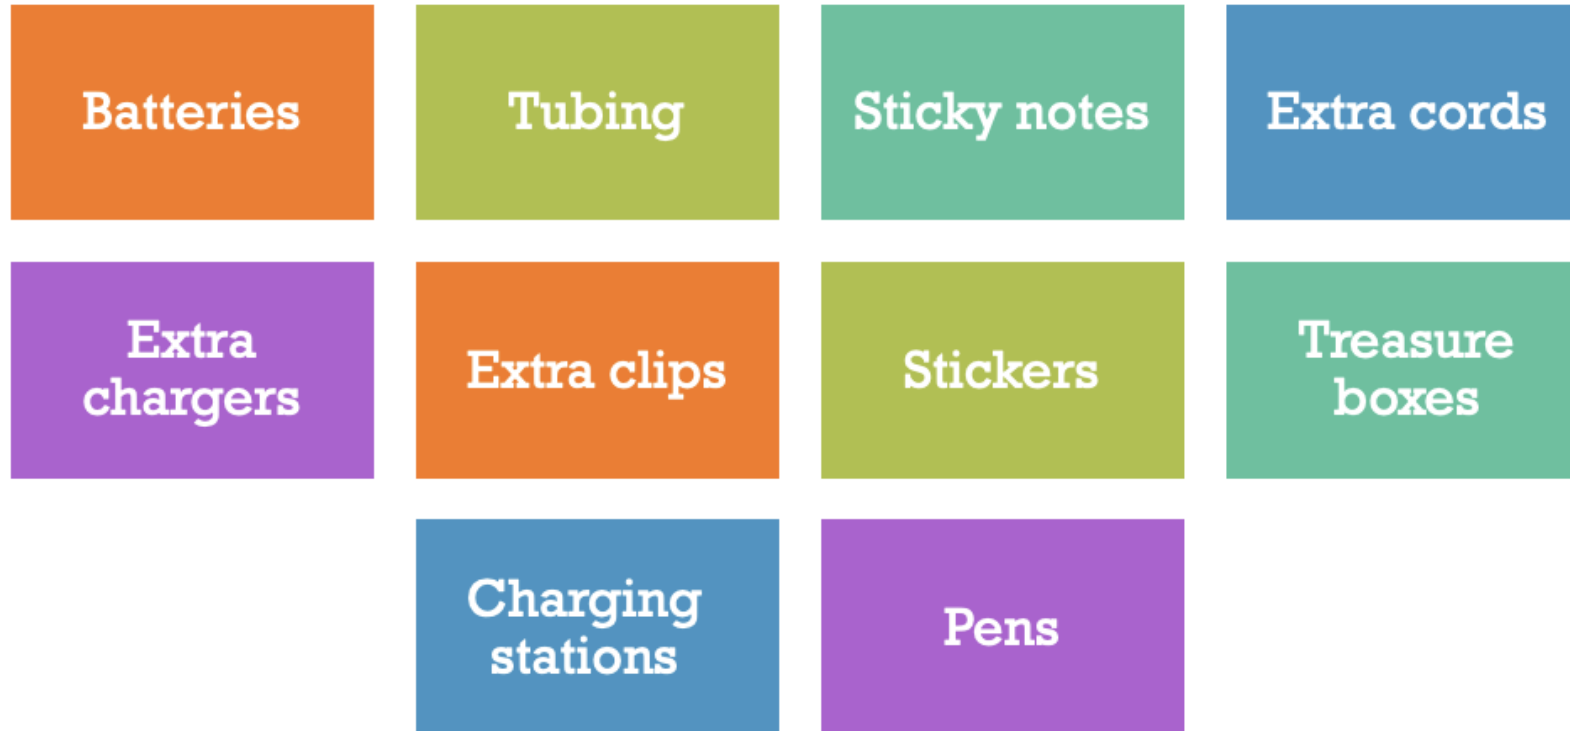 Batteries
Tubing
Sticky notes
Extra cords
Extra
chargers
Extra clips
Stickers
Treasure
boxes
Charging
stations
Pens